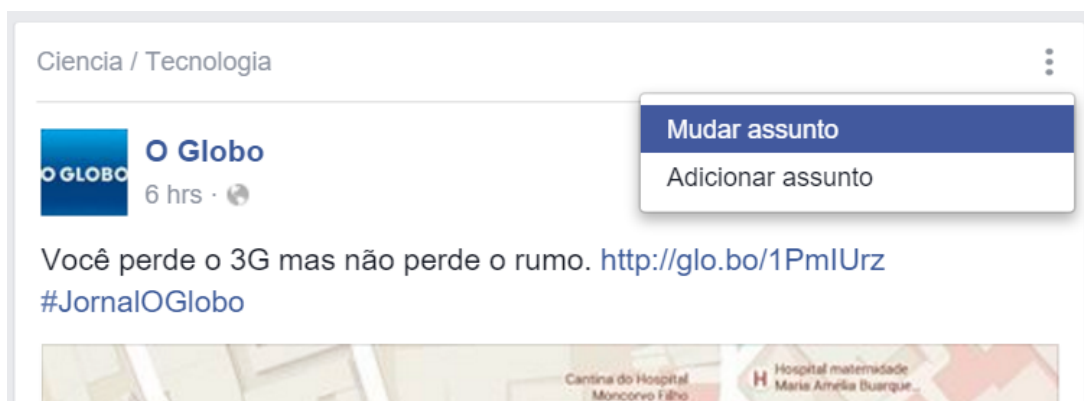 Ciencia / Tecnologia
Mudar assunto
Adicionar assunto
O GLOBO
O Globo
6 hrs ·
Você perde o 3G mas não perde o rumo. http://glo.bo/1PmIUrz
#JornalOGlobo
Cantina do Hospital
Moncorvo Filho
H
Hospital maternidade
Maria Amélia Buarque...